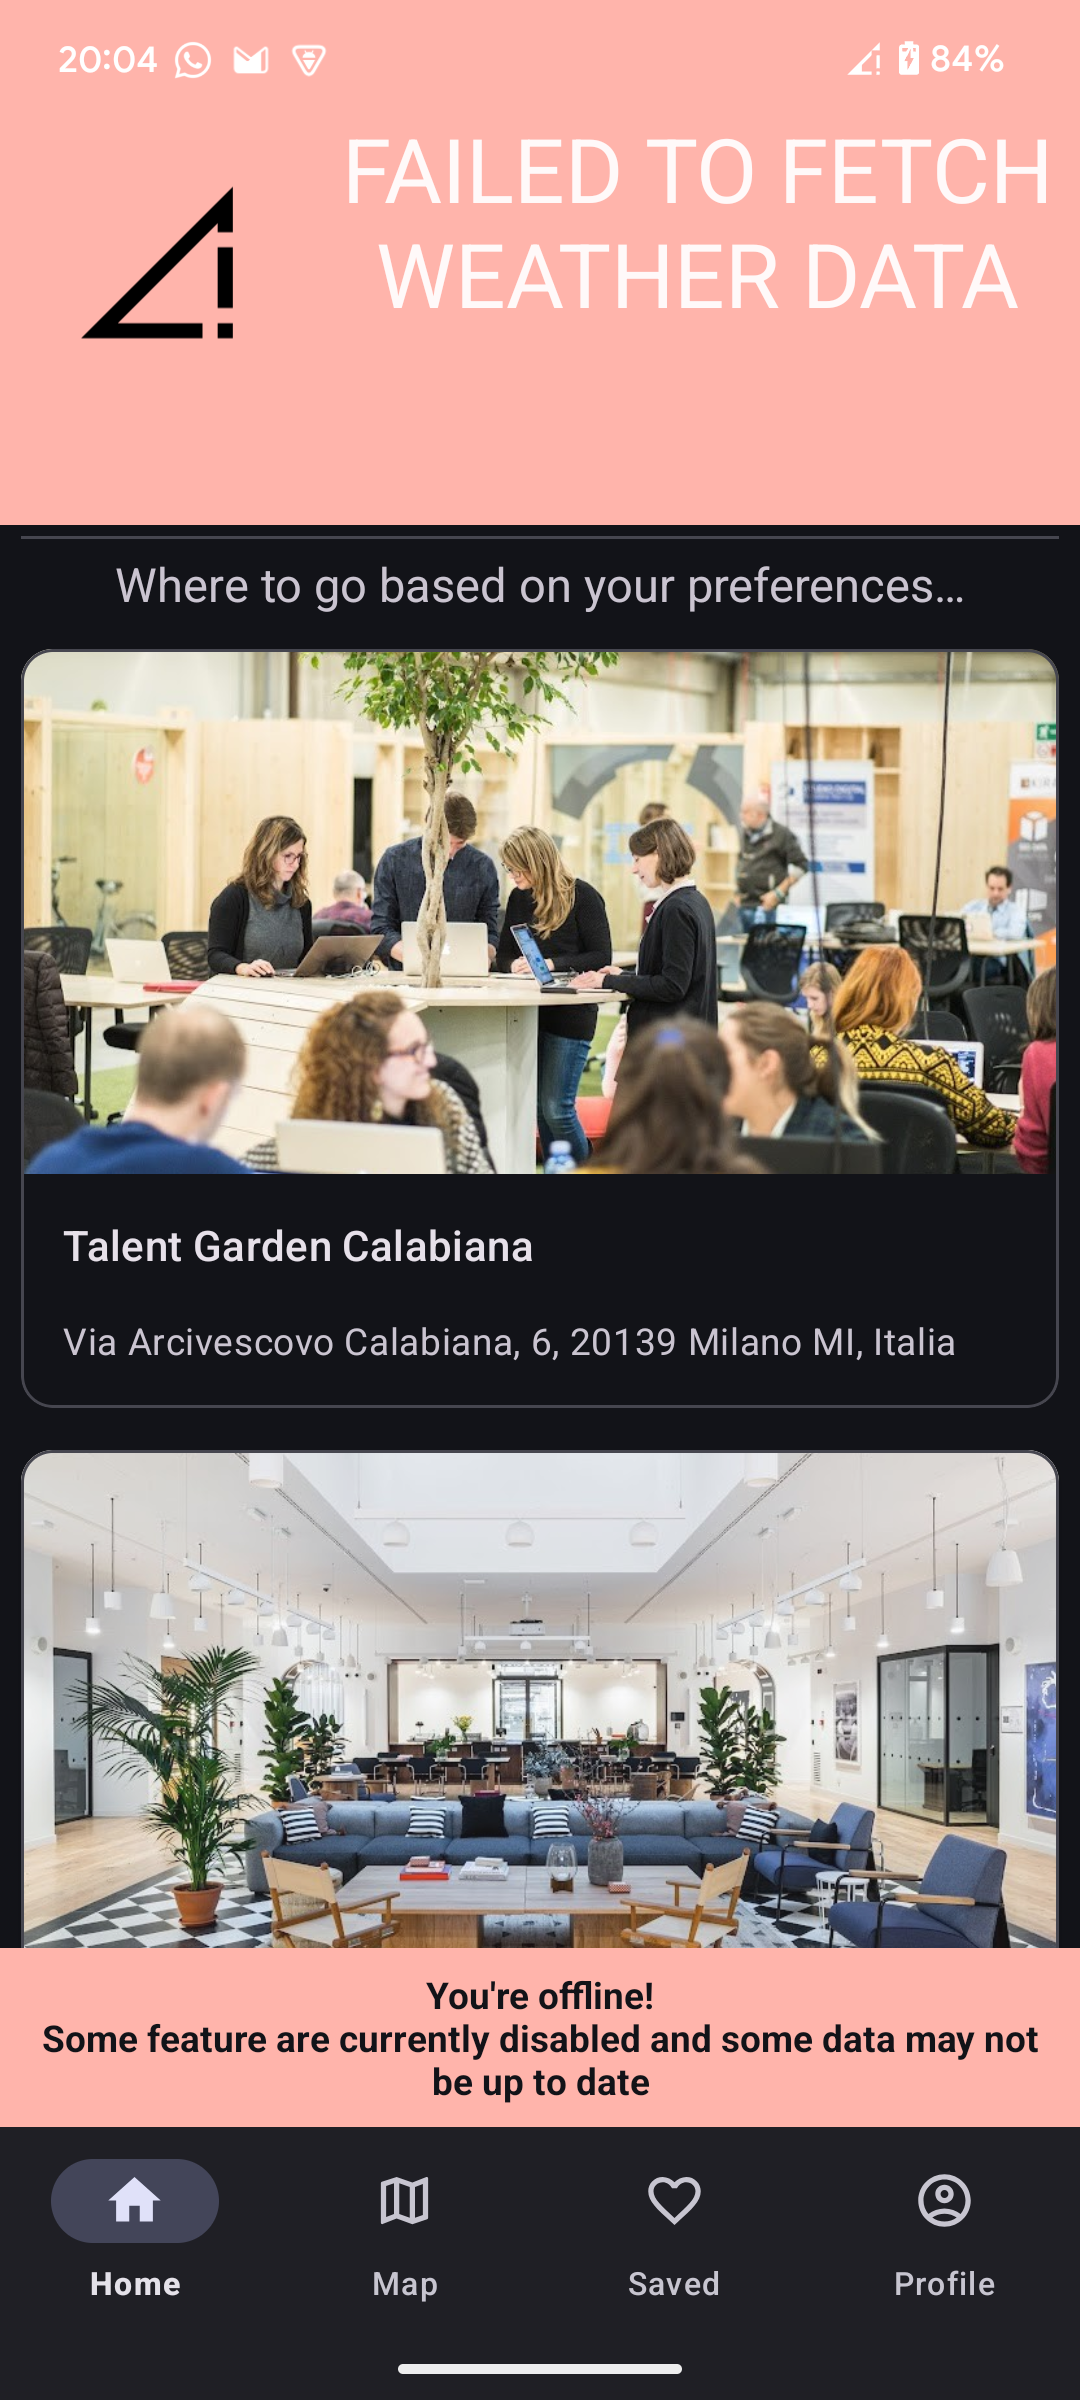 20:04
84%
FAILED TO FETCH
WEATHER DATA
Where to go based on your preferences…
Talent Garden Calabiana
Via Arcivescovo Calabiana, 6, 20139 Milano MI, Italia
You're offline!
Some feature are currently disabled and some data may not
be up to date
Home
Map
Saved
Profile